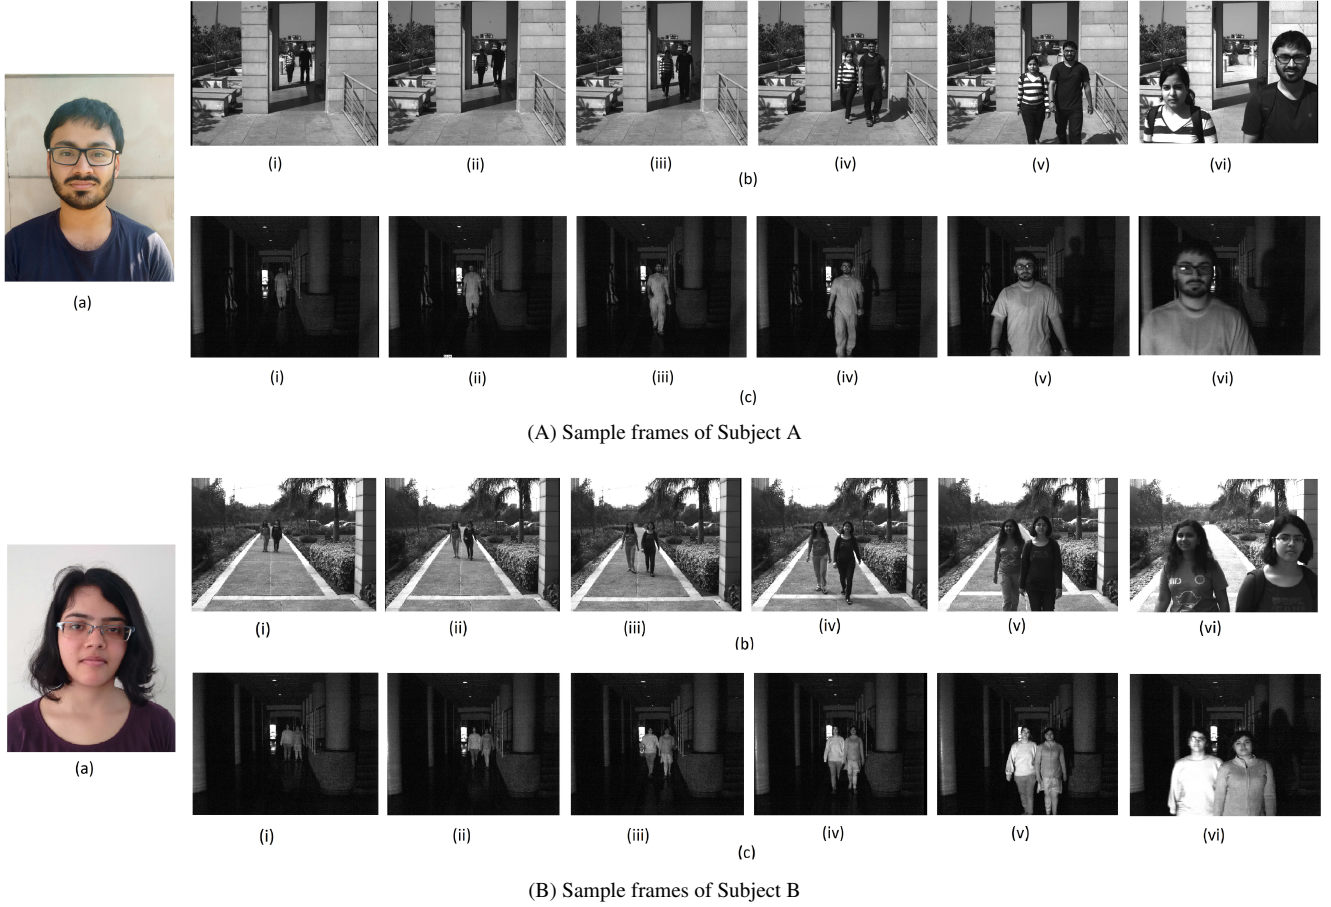 (i)
(ii)
(iii)
(iv)
(v)
(vi)
(b)
(a)
(i)
(ii)
(iii)
(iv)
(v)
(vi)
(c)
(A) Sample frames of Subject A
(i)
(ii)
(iii)
(iv)
(v)
(vi)
(b)
(a)
(i)
(ii)
(iii)
(iv)
(v)
(vi)
(c)
(B) Sample frames of Subject B